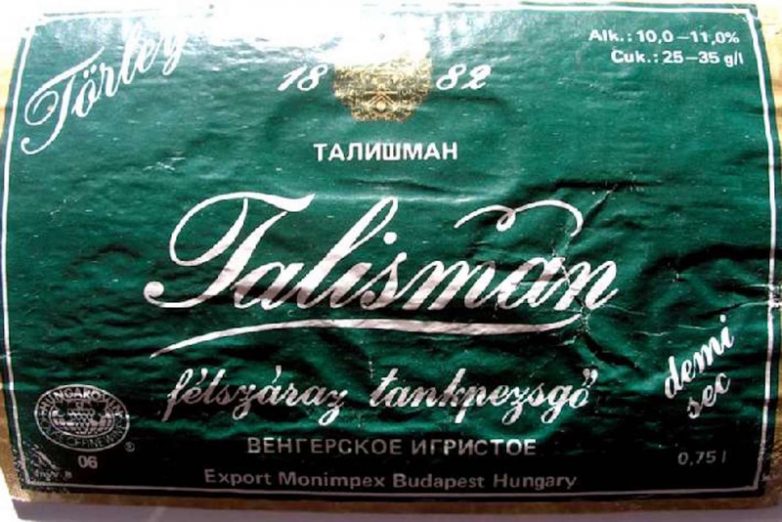 Törley
Alk.: 10,0–11,0%
Cuk.: 25–35 g/l
18 82
ТАЛИШМАН
Talisman
félszáraz tankpezsgő
demi
sec
ВЕНГЕРСКОЕ ИГРИСТОЕ
HUNGAROVIN
06
®
0,75 l
Export Monimpex Budapest Hungary